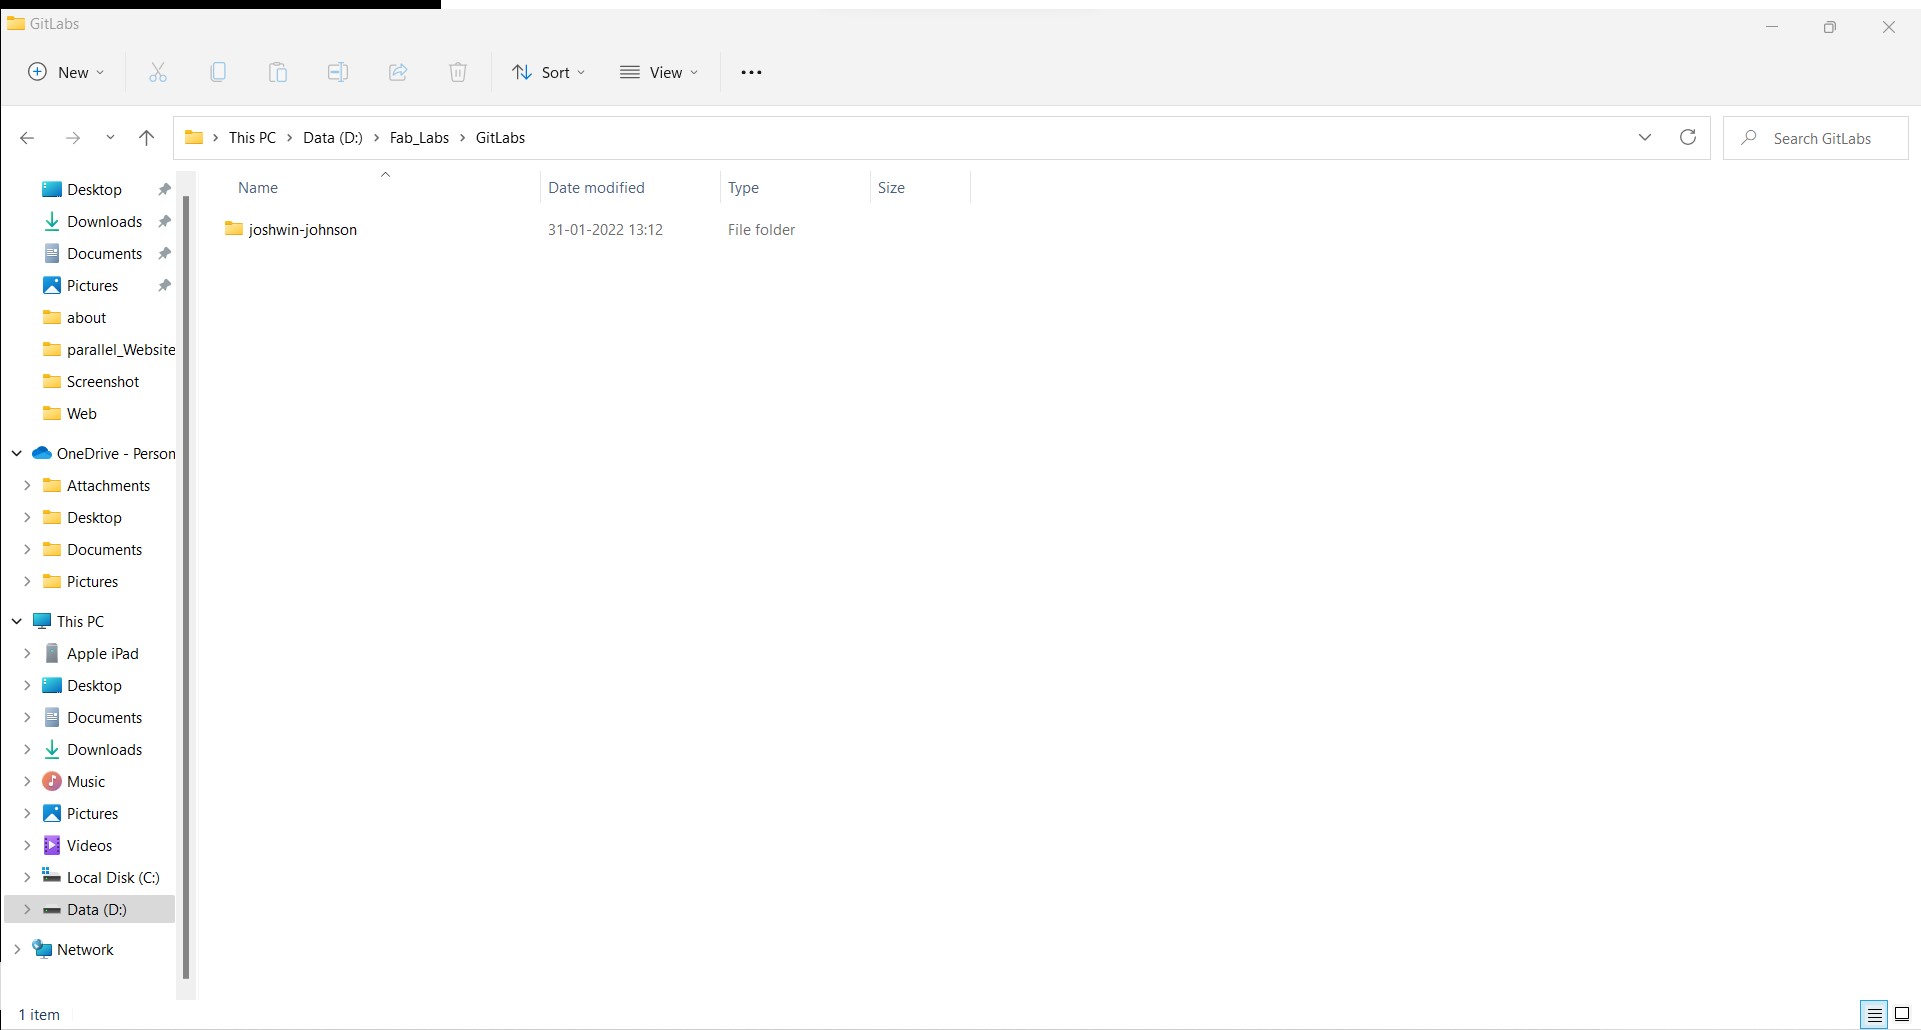 GitLabs
New
Sort
View
This PC > Data (D:) > Fab_Labs > GitLabs
Search GitLabs
Name
Date modified
Type
Size
joshwin-johnson
31-01-2022 13:12
File folder
Desktop
Downloads
Documents
Pictures
about
parallel_Website
Screenshot
Web
OneDrive - Person
Attachments
Desktop
Documents
Pictures
This PC
Apple iPad
Desktop
Documents
Downloads
Music
Pictures
Videos
Local Disk (C:)
Data (D:)
Network
1 item